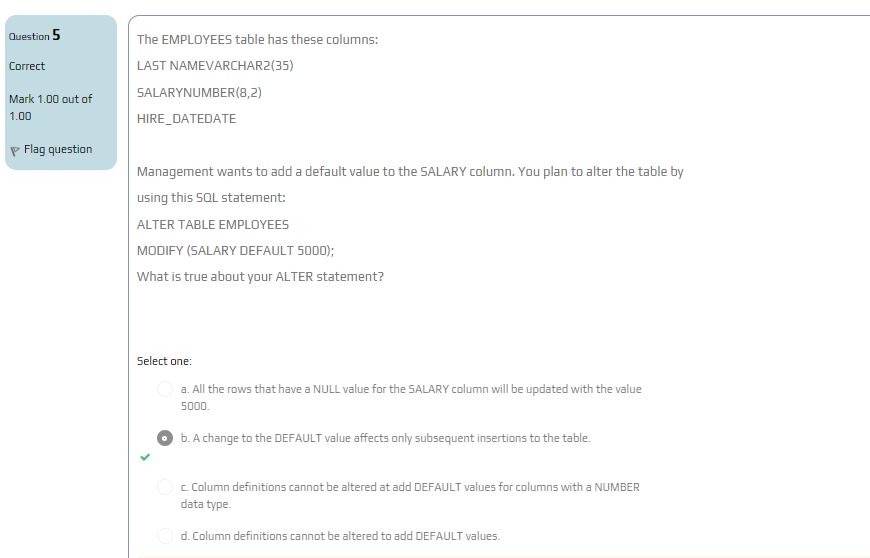 Question 5
Correct
Mark 1.00 out of
1.00
Flag question
The EMPLOYEES table has these columns:
LAST NAMEVARCHAR2(35)
SALARYNUMBER(8,2)
HIRE_DATEDATE
Management wants to add a default value to the SALARY column. You plan to alter the table by
using this SQL statement:
ALTER TABLE EMPLOYEES
MODIFY (SALARY DEFAULT 5000);
What is true about your ALTER statement?
Select one:
a. All the rows that have a NULL value for the SALARY column will be updated with the value
5000.
b. A change to the DEFAULT value affects only subsequent insertions to the table.
c. Column definitions cannot be altered at add DEFAULT values for columns with a NUMBER
data type.
d. Column definitions cannot be altered to add DEFAULT values.